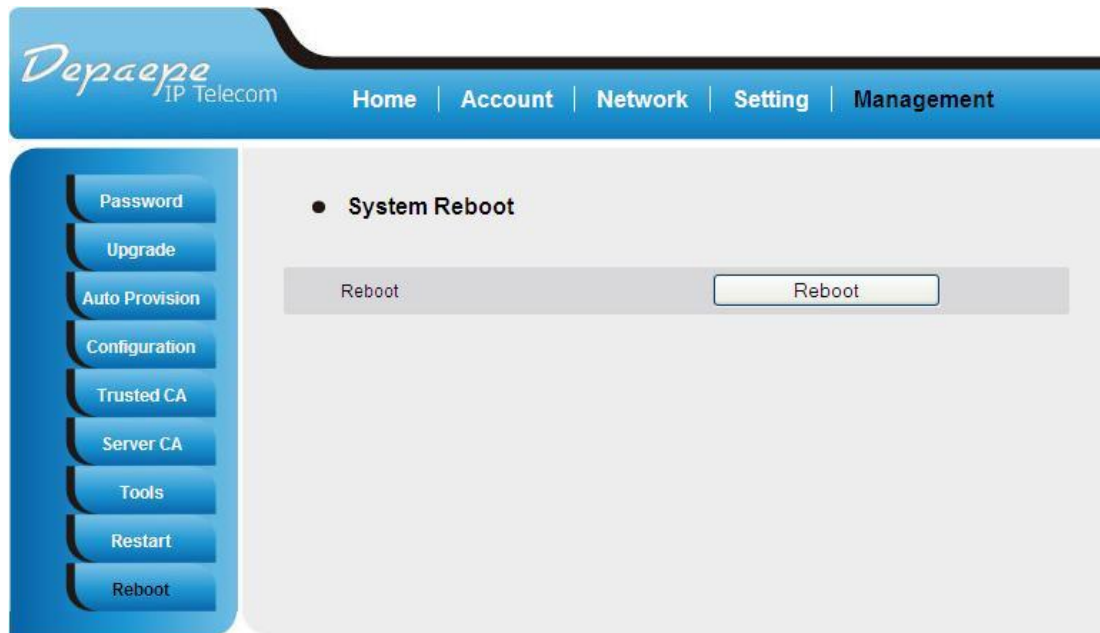 Depaepe
IP Telecom
Home | Account | Network | Setting | Management
Password
Upgrade
Auto Provision
Configuration
Trusted CA
Server CA
Tools
Restart
Reboot
● System Reboot
Reboot
Reboot